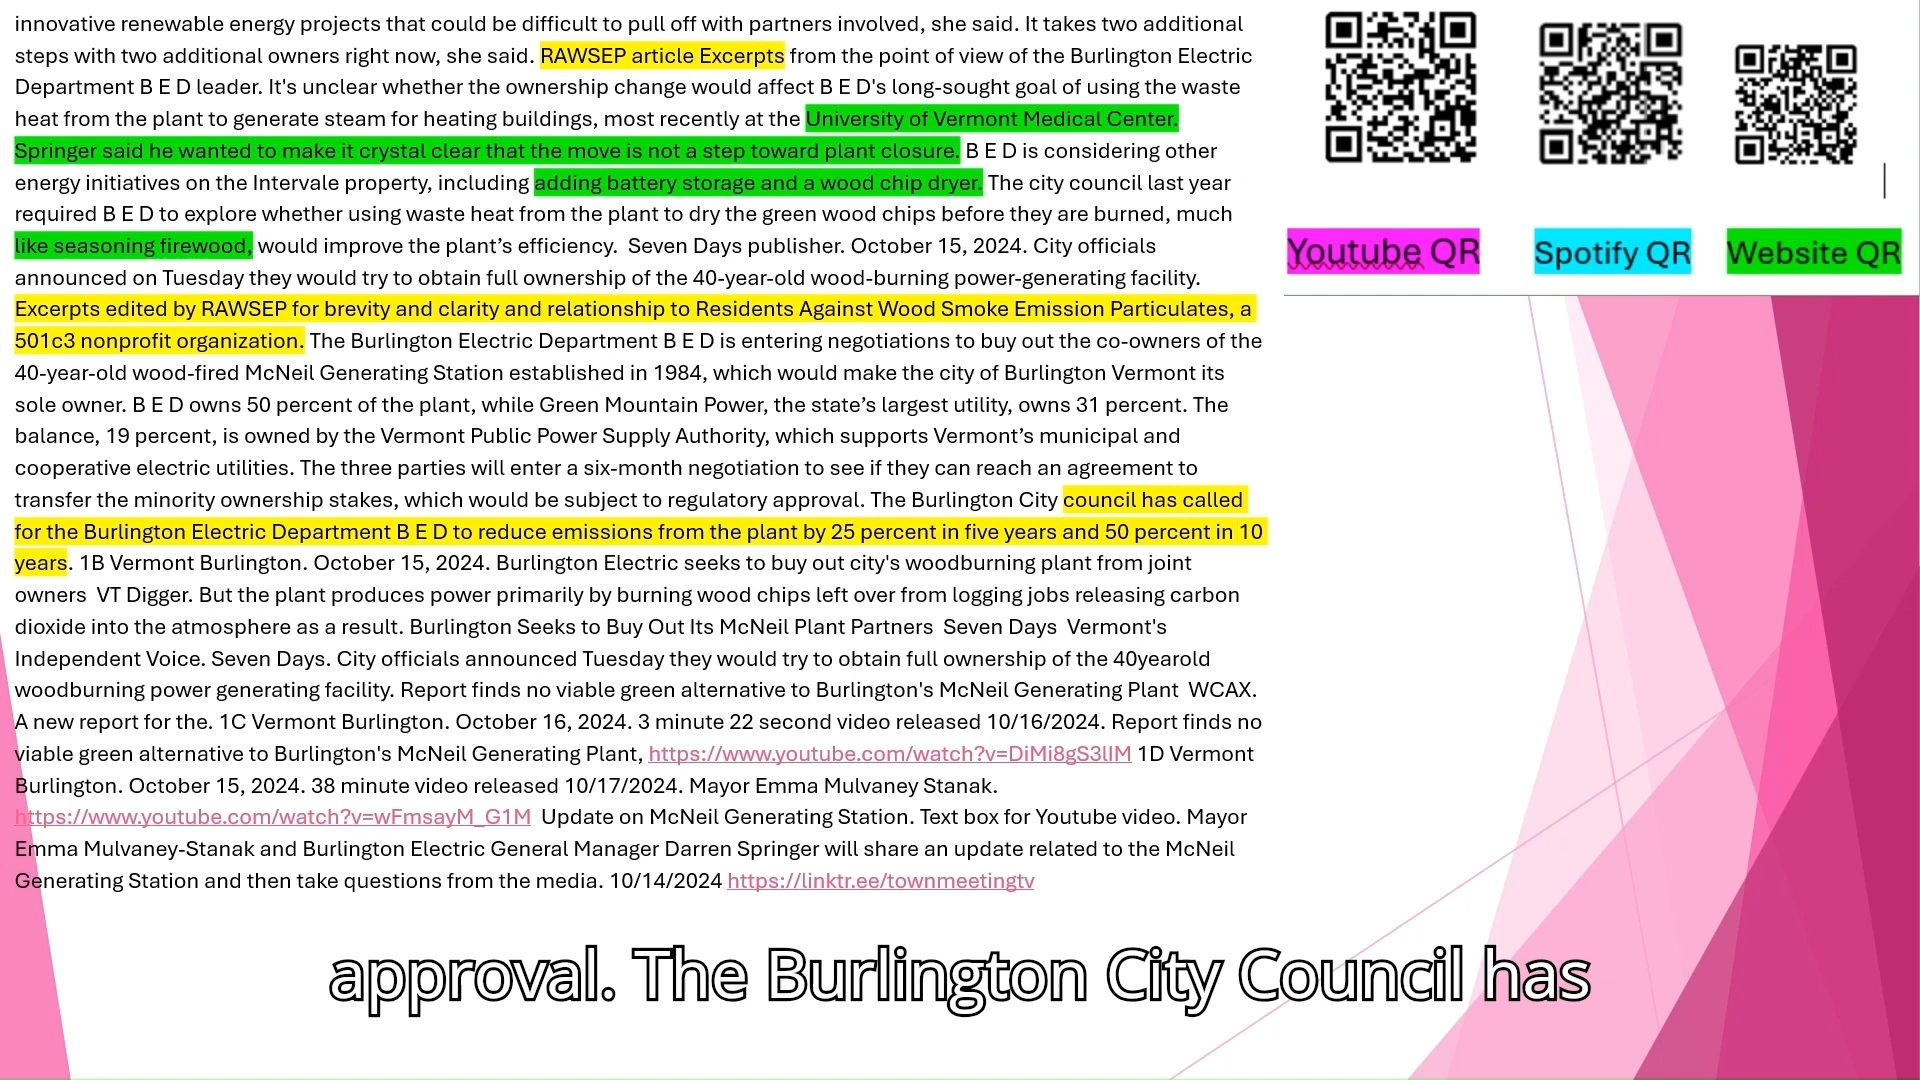 innovative renewable energy projects that could be difficult to pull off with partners involved, she said. It takes two additional
steps with two additional owners right now, she said. RAWSEP article Excerpts from the point of view of the Burlington Electric
Department B E D leader. It's unclear whether the ownership change would affect B E D's long-sought goal of using the waste
heat from the plant to generate steam for heating buildings, most recently at the University of Vermont Medical Center.
Springer said he wanted to make it crystal clear that the move is not a step toward plant closure. B E D is considering other
energy initiatives on the Intervale property, including adding battery storage and a wood chip dryer. The city council last year
required B E D to explore whether using waste heat from the plant to dry the green wood chips before they are burned, much
like seasoning firewood, would improve the plant’s efficiency.  Seven Days publisher. October 15, 2024. City officials
announced on Tuesday they would try to obtain full ownership of the 40-year-old wood-burning power-generating facility.
Excerpts edited by RAWSEP for brevity and clarity and relationship to Residents Against Wood Smoke Emission Particulates, a
501c3 nonprofit organization. The Burlington Electric Department B E D is entering negotiations to buy out the co-owners of the
40-year-old wood-fired McNeil Generating Station established in 1984, which would make the city of Burlington Vermont its
sole owner. B E D owns 50 percent of the plant, while Green Mountain Power, the state’s largest utility, owns 31 percent. The
balance, 19 percent, is owned by the Vermont Public Power Supply Authority, which supports Vermont’s municipal and
cooperative electric utilities. The three parties will enter a six-month negotiation to see if they can reach an agreement to
transfer the minority ownership stakes, which would be subject to regulatory approval. The Burlington City council has called
for the Burlington Electric Department B E D to reduce emissions from the plant by 25 percent in five years and 50 percent in 10
years. 1B Vermont Burlington. October 15, 2024. Burlington Electric seeks to buy out city's woodburning plant from joint
owners  VT Digger. But the plant produces power primarily by burning wood chips left over from logging jobs releasing carbon
dioxide into the atmosphere as a result. Burlington Seeks to Buy Out Its McNeil Plant Partners  Seven Days  Vermont's
Independent Voice. Seven Days. City officials announced Tuesday they would try to obtain full ownership of the 40yearold
woodburning power generating facility. Report finds no viable green alternative to Burlington's McNeil Generating Plant  WCAX.
A new report for the. 1C Vermont Burlington. October 16, 2024. 3 minute 22 second video released 10/16/2024. Report finds no
viable green alternative to Burlington's McNeil Generating Plant, https://www.youtube.com/watch?v=DiMi8gS3lIM 1D Vermont
Burlington. October 15, 2024. 38 minute video released 10/17/2024. Mayor Emma Mulvaney Stanak.
https://www.youtube.com/watch?v=wFmsayM_G1M  Update on McNeil Generating Station. Text box for Youtube video. Mayor
Emma Mulvaney-Stanak and Burlington Electric General Manager Darren Springer will share an update related to the McNeil
Generating Station and then take questions from the media. 10/14/2024 https://linktr.ee/townmeetingtv
Youtube QR
Spotify QR
Website QR
approval. The Burlington City Council has